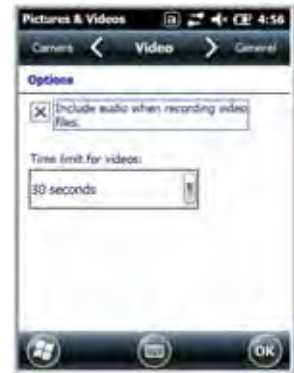 Pictures & Videos 4:56
Camera Video General
Options
Include audio when recording video
files.
Time limit for videos:
30 seconds
OK